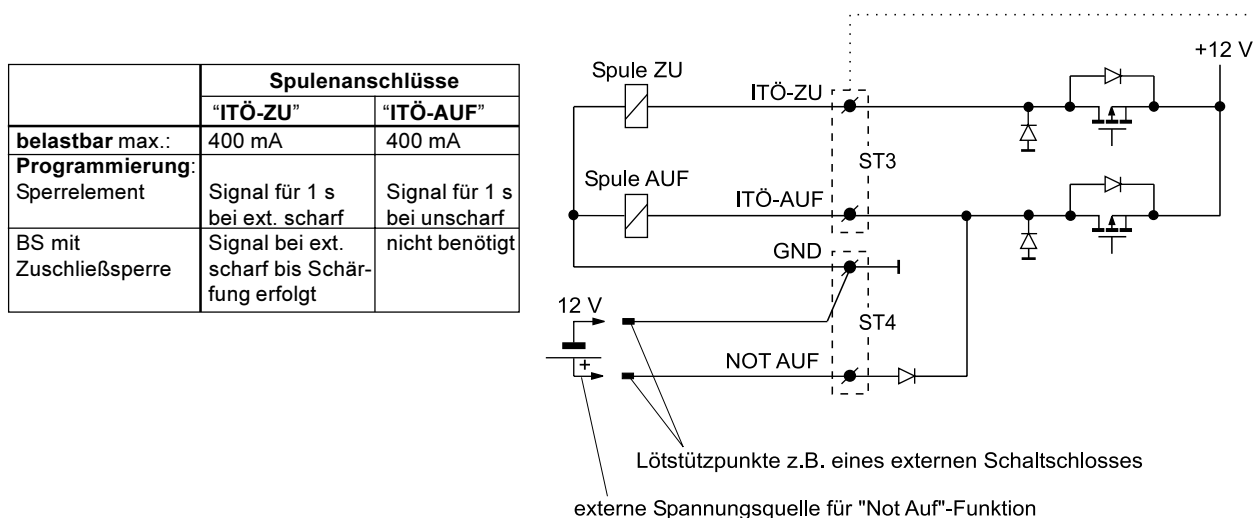 Spulenanschlüsse
“ITÖ-ZU” “ITÖ-AUF”
belastbar max.: 400 mA 400 mA
Programmierung:
Sperrelement Signal für 1 s Signal für 1 s
bei ext. scharf bei unscharf
BS mit Signal bei ext. nicht benötigt
Zuschließsperre scharf bis Schär-
fung erfolgt
+12 V
Spule ZU
ITÖ-ZU
ST3
Spule AUF
ITÖ-AUF
GND
12 V
ST4
+
NOT AUF
Lötstützpunkte z.B. eines externen Schaltschlosses
externe Spannungsquelle für "Not Auf"-Funktion